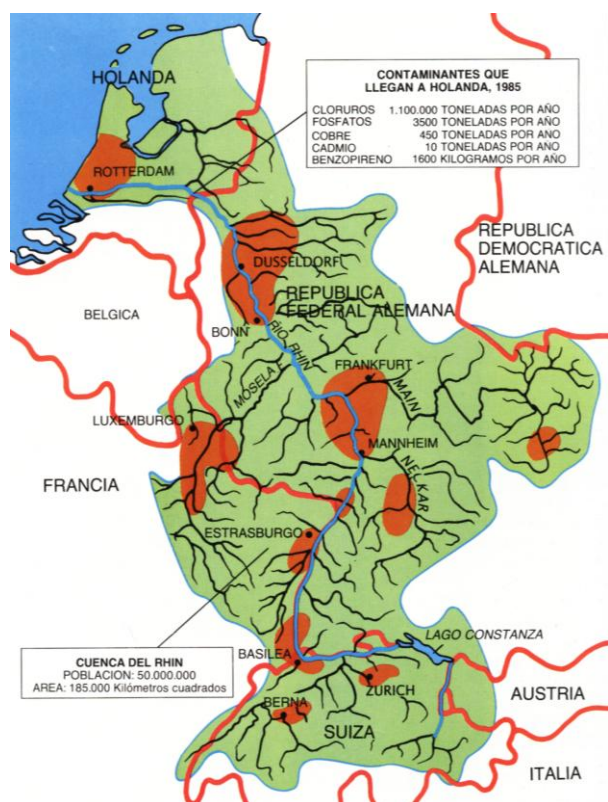 HOLANDA
CONTAMINANTES QUE
LLEGAN A HOLANDA, 1985
CLORUROS 1.100.000 TONELADAS POR AÑO
FOSFATOS 3500 TONELADAS POR AÑO
COBRE 450 TONELADAS POR AÑO
CADMIO 10 TONELADAS POR AÑO
BENZOPIRENO 1600 KILOGRAMOS POR AÑO
ROTTERDAM
REPUBLICA
DEMOCRATICA
ALEMANA
DUSSELDORF
REPUBLICA
FEDERAL ALEMANA
BELGICA
BONN
RIO RHIN
FRANKFURT
MOSELA
MAIN
LUXEMBURGO
MANNHEIM
NECKAR
FRANCIA
ESTRASBURGO
LAGO CONSTANZA
CUENCA DEL RHIN
POBLACION: 50.000.000
AREA: 185.000 Kilómetros cuadrados
BASILEA
ZURICH
AUSTRIA
BERNA
SUIZA
ITALIA